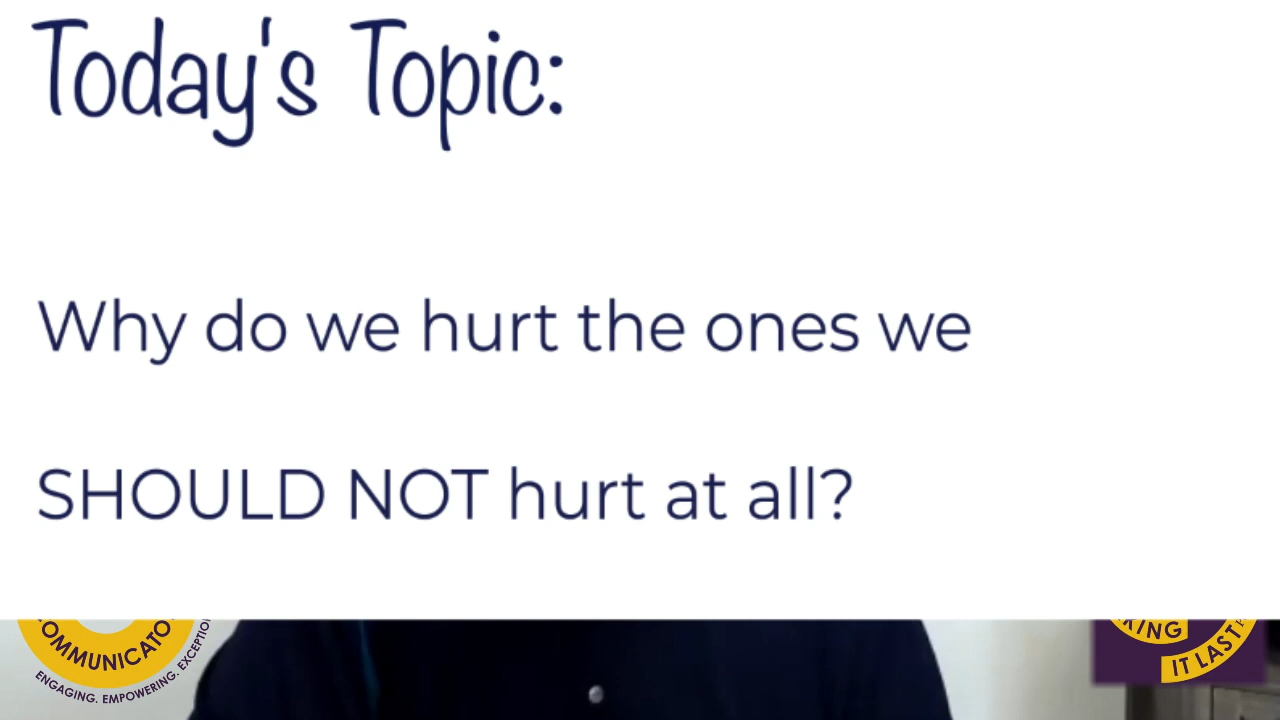 Today's Topic:
Why do we hurt the ones we
SHOULD NOT hurt at all?
OMMUNICATO
ENGAGING. EMPOWERING. EXCEPTIO
KING
IT LAST